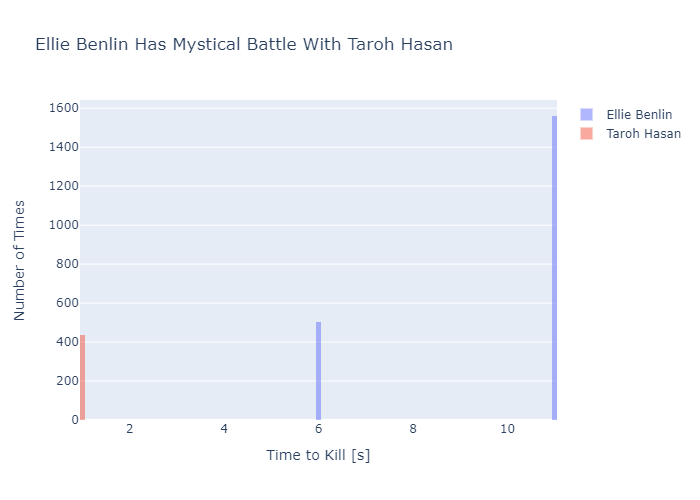 Ellie Benlin Has Mystical Battle With Taroh Hasan
Ellie Benlin
Taroh Hasan
Number of Times
1600
1400
1200
1000
800
600
400
200
0
2 4 6 8 10
Time to Kill [s]